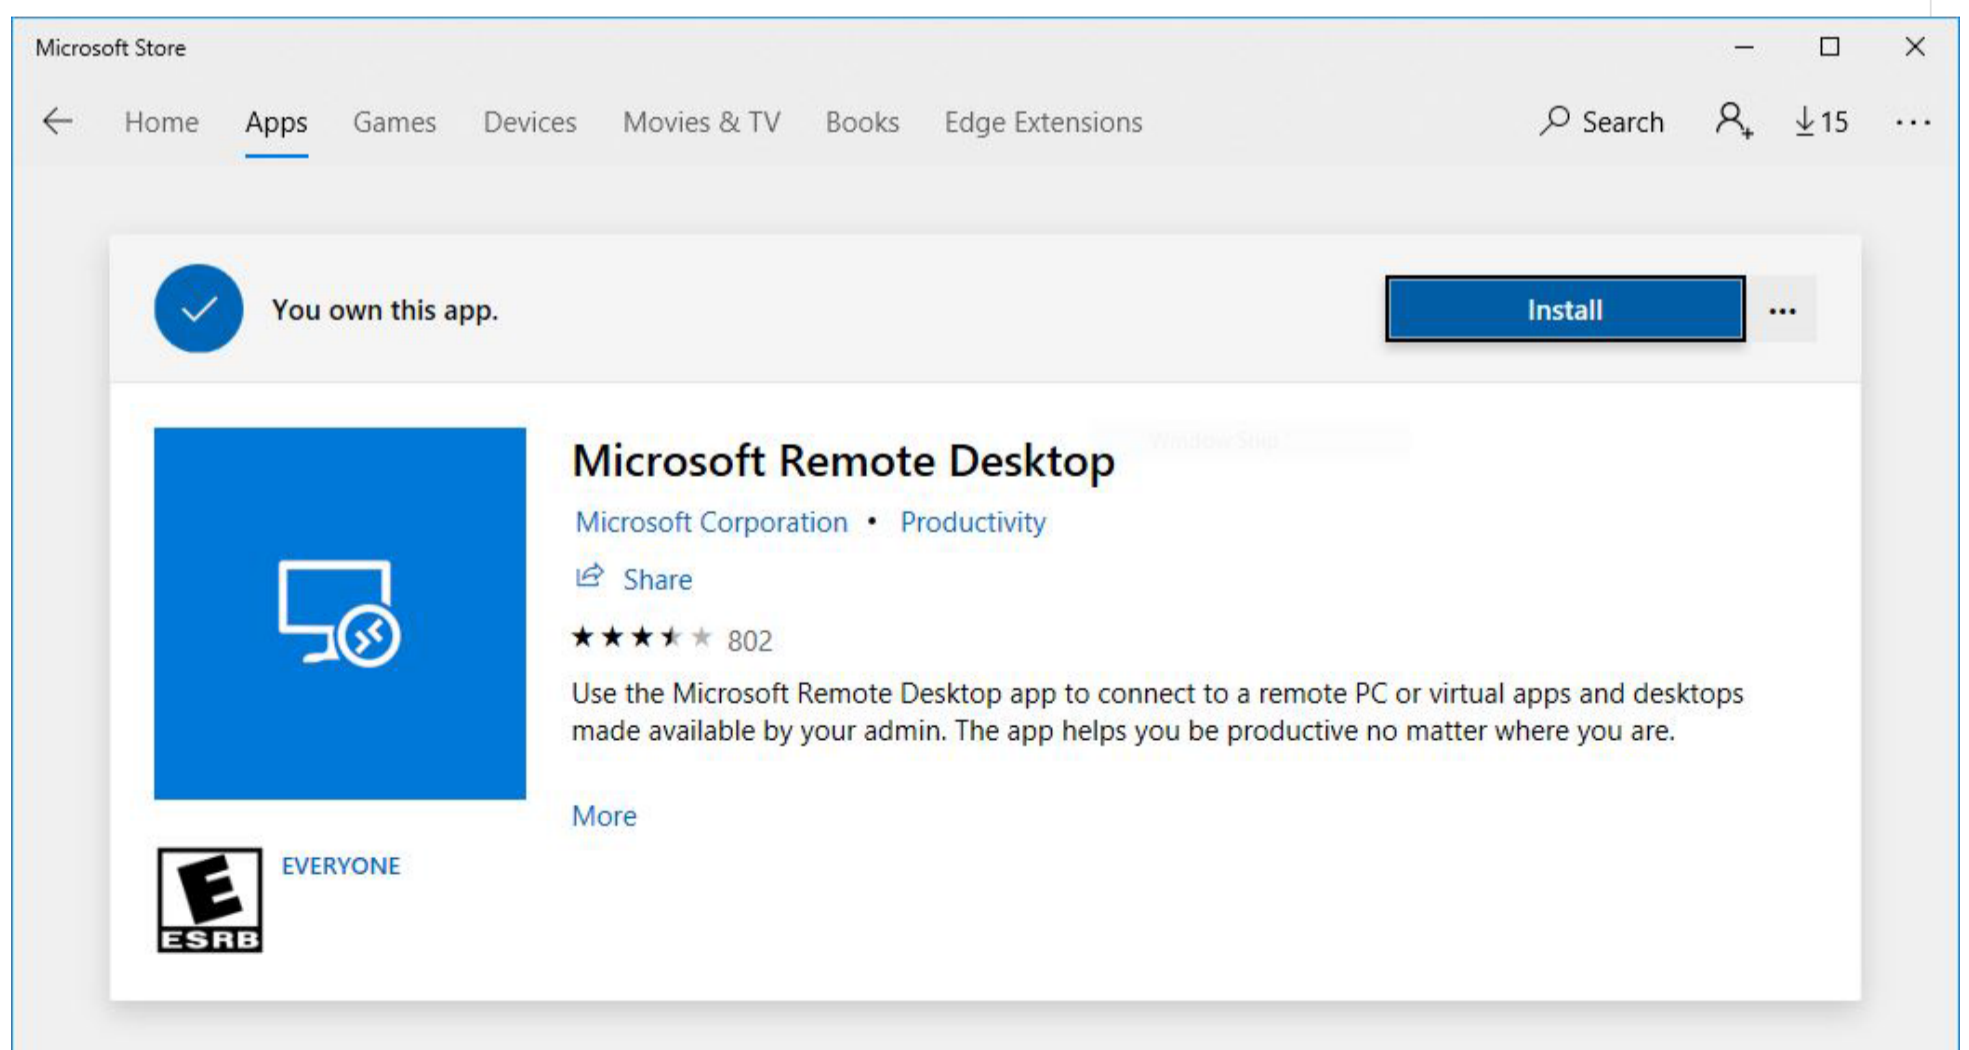 Microsoft Store
Home Apps Games Devices Movies & TV Books Edge Extensions Search 15
You own this app. Install
Microsoft Remote Desktop
Microsoft Corporation • Productivity
Share
802
Use the Microsoft Remote Desktop app to connect to a remote PC or virtual apps and desktops
made available by your admin. The app helps you be productive no matter where you are.
More
EVERYONE
E
ESRB